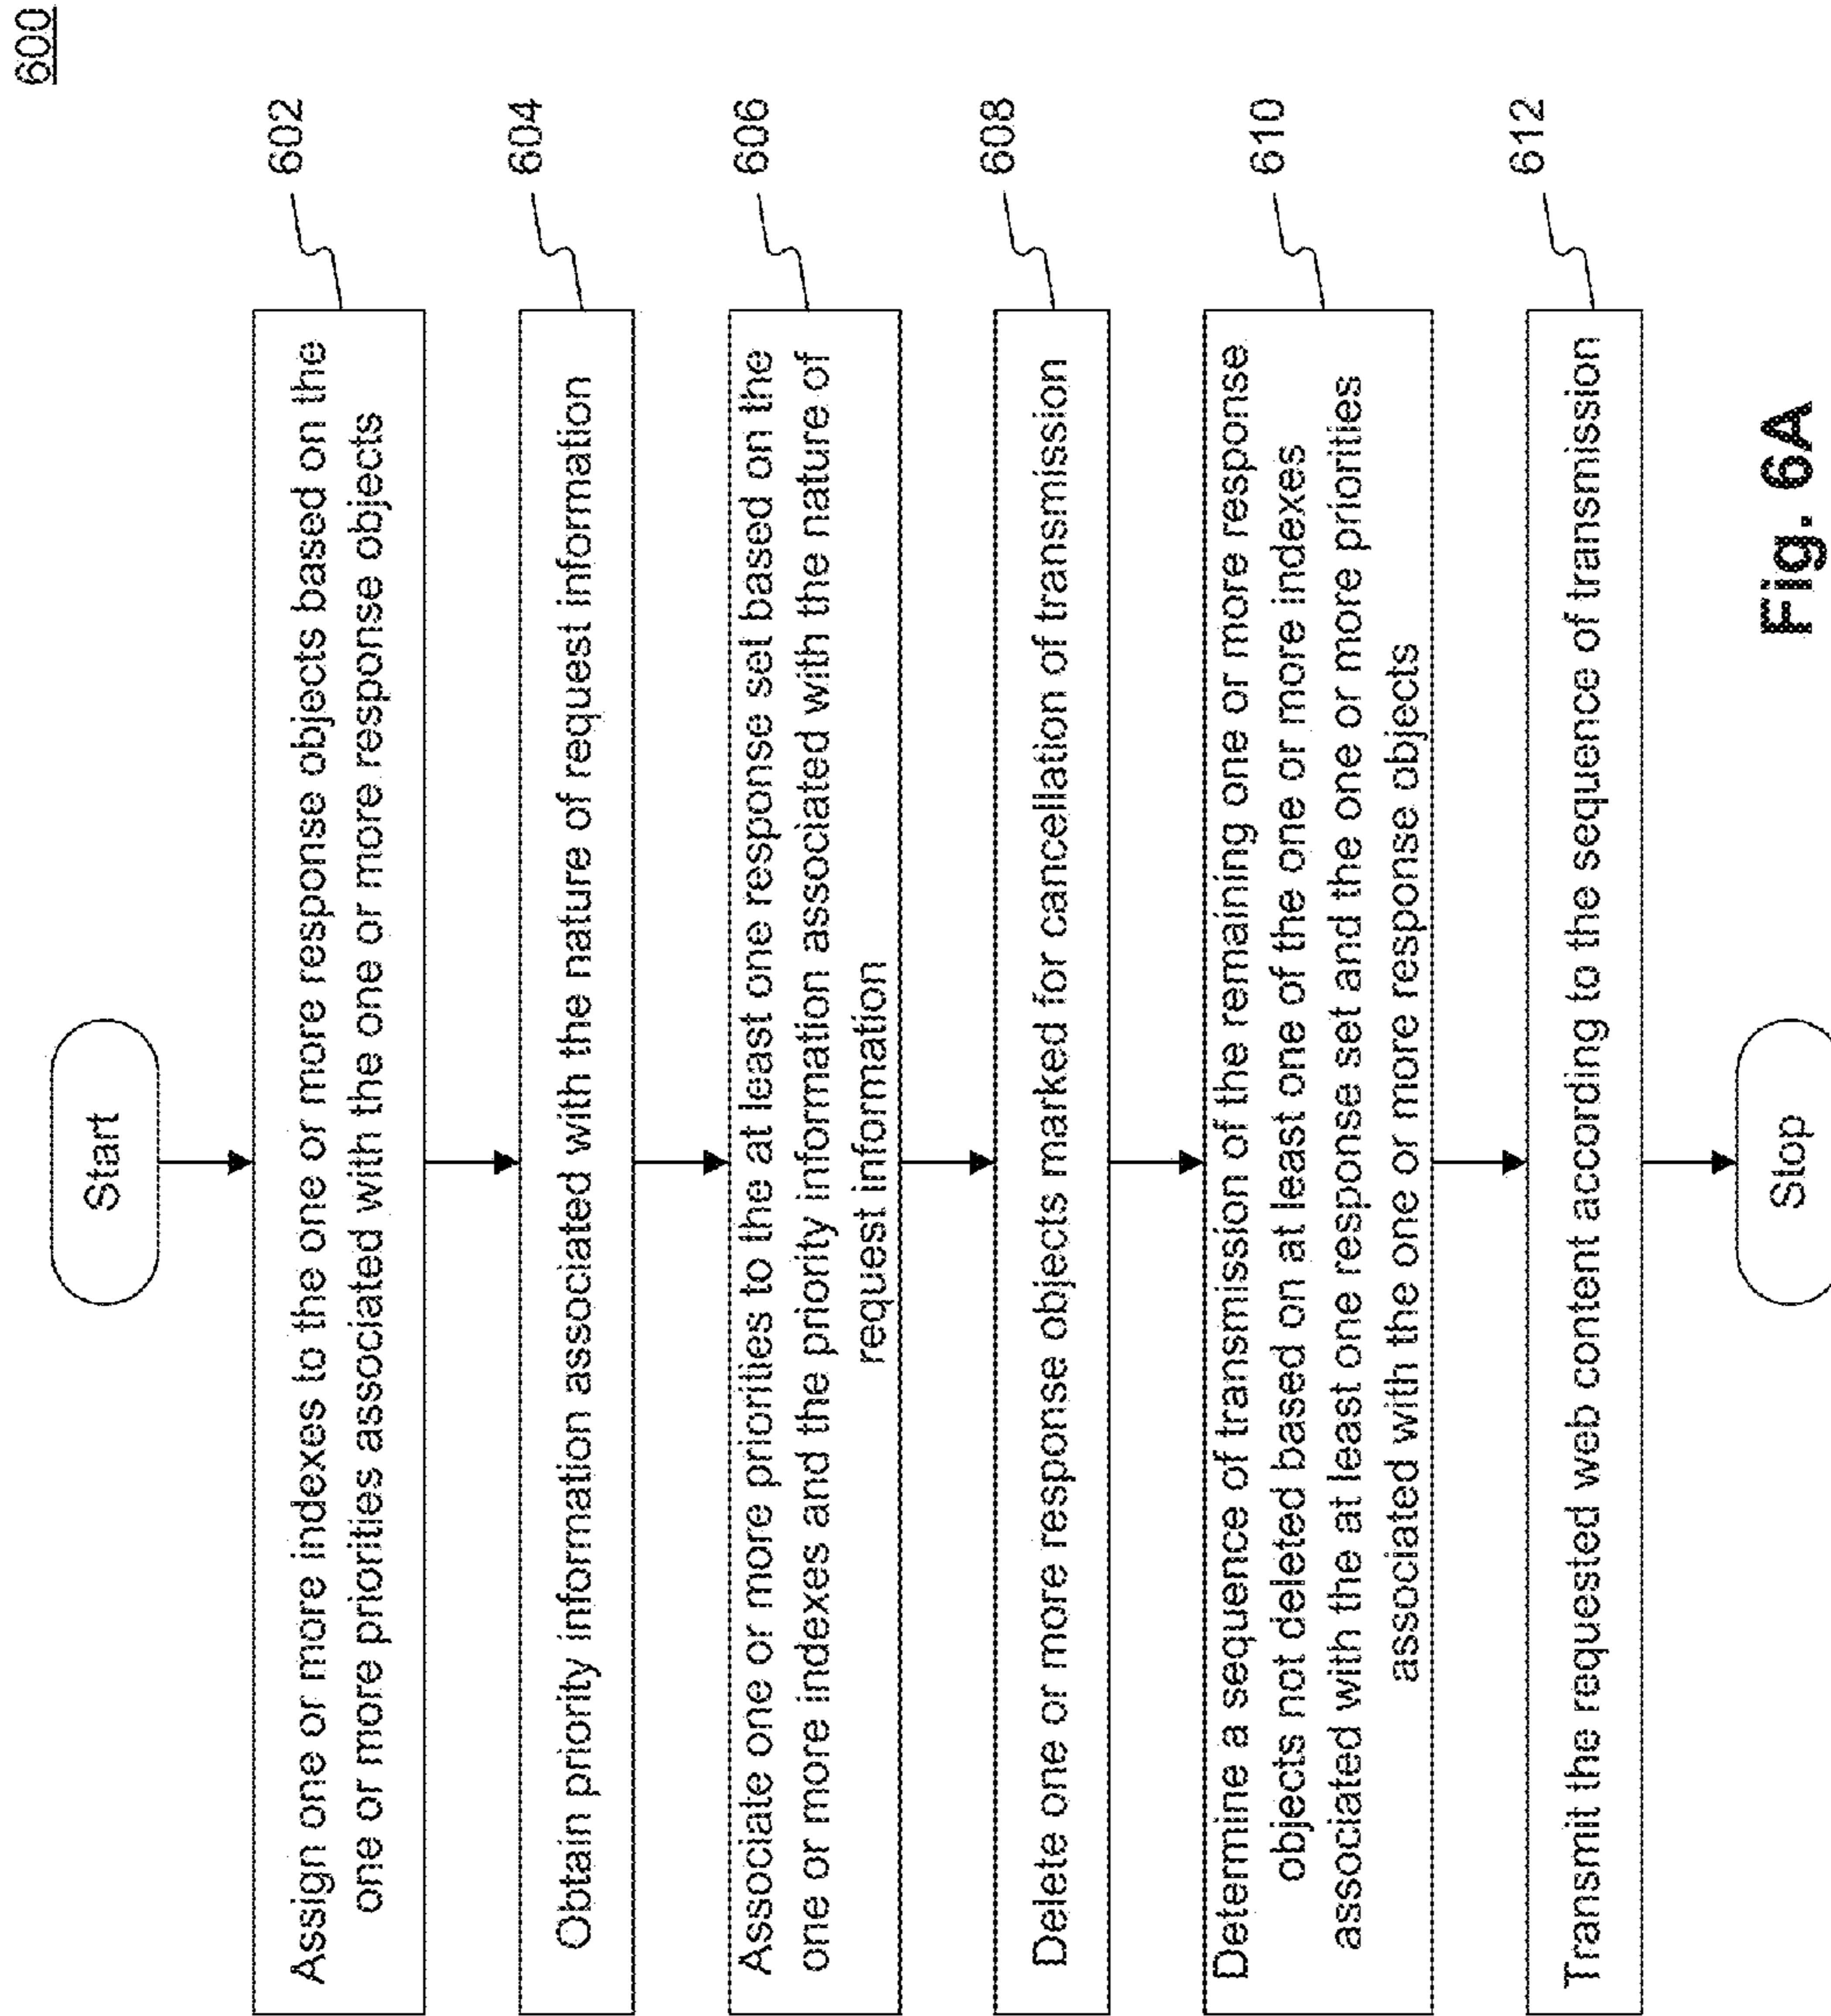 600
Start
Assign one or more indexes to the one or more response objects based on the
one or more priorities associated with the one or more response objects
602
Obtain priority information associated with the nature of request information
604
Associate one or more priorities to the at least one response set based on the
one or more indexes and the priority information associated with the nature of
request information
606
Delete one or more response objects marked for cancellation of transmission
608
Determine a sequence of transmission of the remaining one or more response
objects not deleted based on at least one of the one or more indexes
associated with the at least one response set and the one or more priorities
associated with the one or more response objects
610
Transmit the requested web content according to the sequence of transmission
612
Stop
Fig. 6A